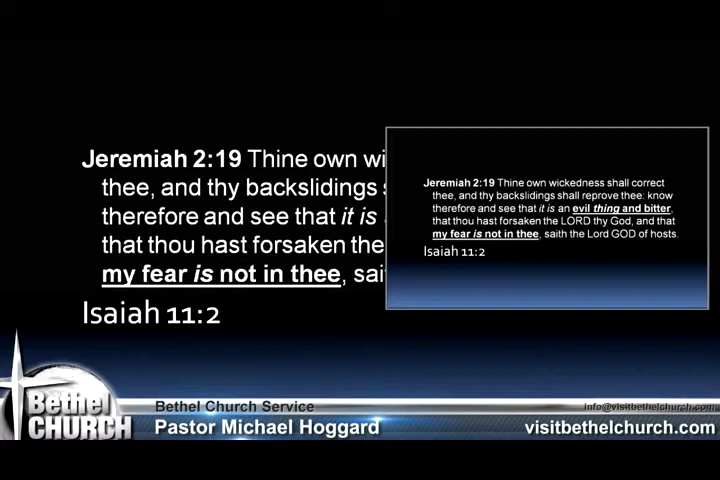 Jeremiah 2:19 Thine own wi
thee, and thy backslidings s
therefore and see that it is
that thou hast forsaken the
my fear is not in thee, sai
Isaiah 11:2
Jeremiah 2:19 Thine own wickedness shall correct
thee, and thy backslidings shall reprove thee: know
therefore and see that it is an evil thing and bitter,
that thou hast forsaken the LORD thy God, and that
my fear is not in thee, saith the Lord GOD of hosts.
Isaiah 11:2
Bethel
CHURCH
Bethel Church Service
info@visitbethelchurch.com
Pastor Michael Hoggard
visitbethelchurch.com